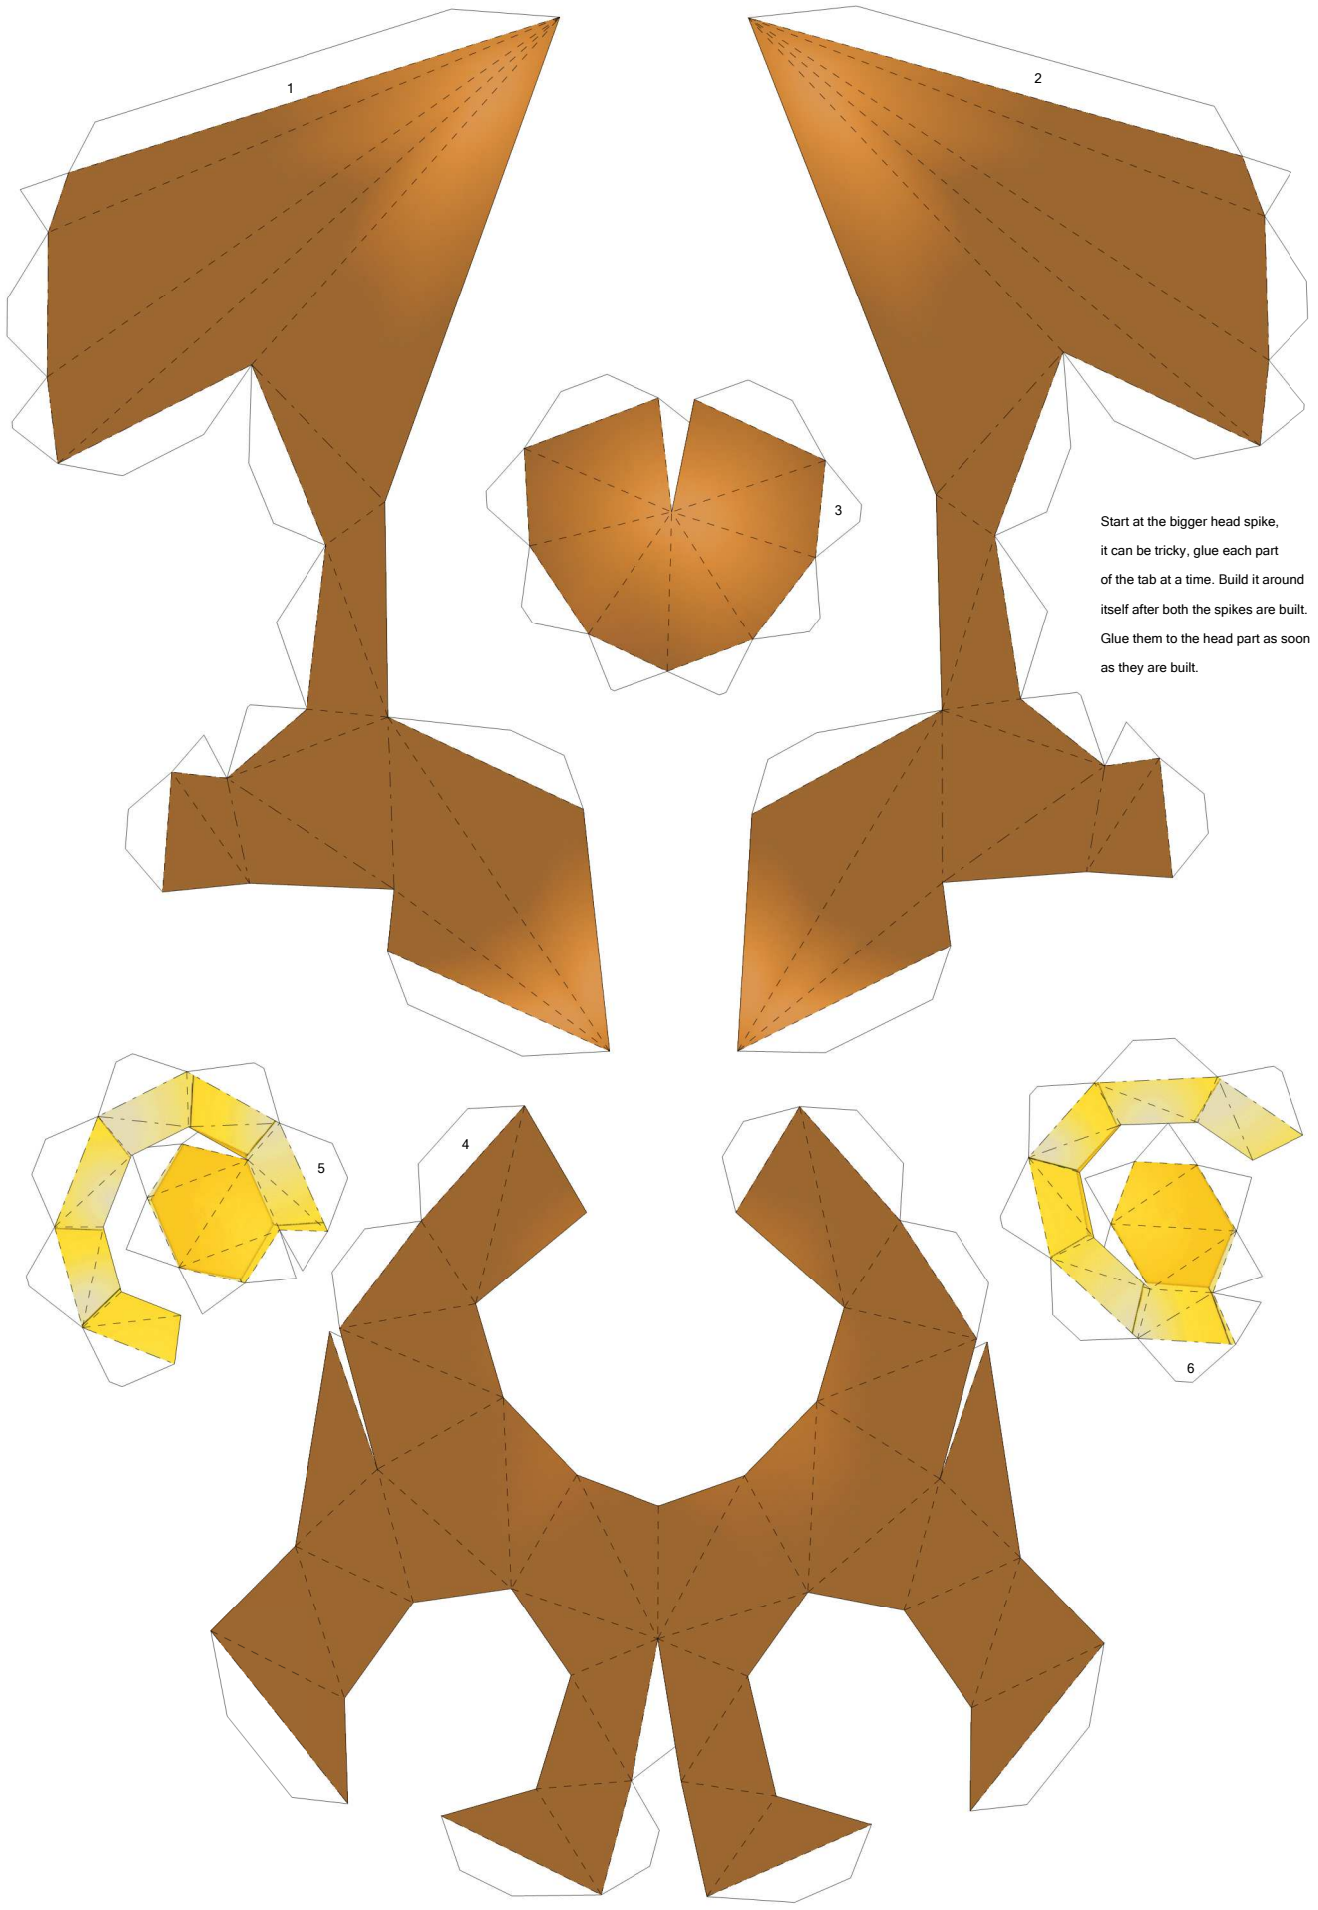 1
2
3
Start at the bigger head spike,
it can be tricky, glue each part
of the tab at a time. Build it around
itself after both the spikes are built.
Glue them to the head part as soon
as they are built.
4
5
6